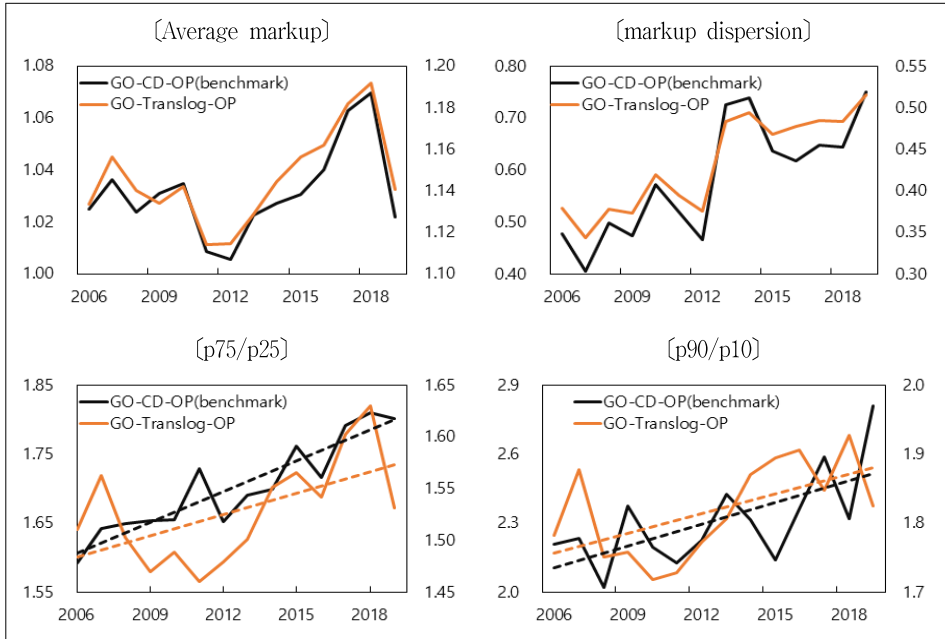 〔Average markup〕
1.08
1.06
1.04
1.02
1.00
1.20
1.18
1.16
1.14
1.12
1.10
GO-CD-OP(benchmark)
GO-Translog-OP
2006 2009 2012 2015 2018
〔markup dispersion〕
0.80
0.70
0.60
0.50
0.40
0.55
0.50
0.45
0.40
0.35
0.30
GO-CD-OP(benchmark)
GO-Translog-OP
2006 2009 2012 2015 2018
〔p75/p25〕
1.85
1.75
1.65
1.55
1.65
1.60
1.55
1.50
1.45
GO-CD-OP(benchmark)
GO-Translog-OP
2006 2009 2012 2015 2018
〔p90/p10〕
2.9
2.6
2.3
2.0
2.0
1.9
1.8
1.7
GO-CD-OP(benchmark)
GO-Translog-OP
2006 2009 2012 2015 2018